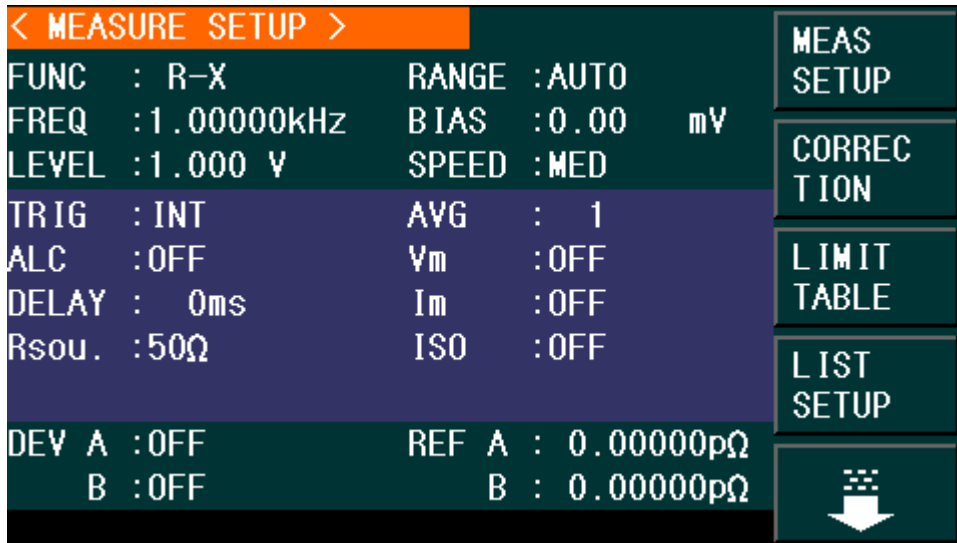 < MEASURE SETUP >
FUNC : R-X RANGE :AUTO
FREQ :1.00000kHz BIAS :0.00 mV
LEVEL :1.000 V SPEED :MED
TRIG :INT AVG : 1
ALC :OFF Vm :OFF
DELAY : 0ms Im :OFF
Rsou. :50Ω ISO :OFF
DEV A :OFF REF A : 0.00000pΩ
B :OFF B : 0.00000pΩ
MEAS
SETUP
CORREC
TION
LIMIT
TABLE
LIST
SETUP